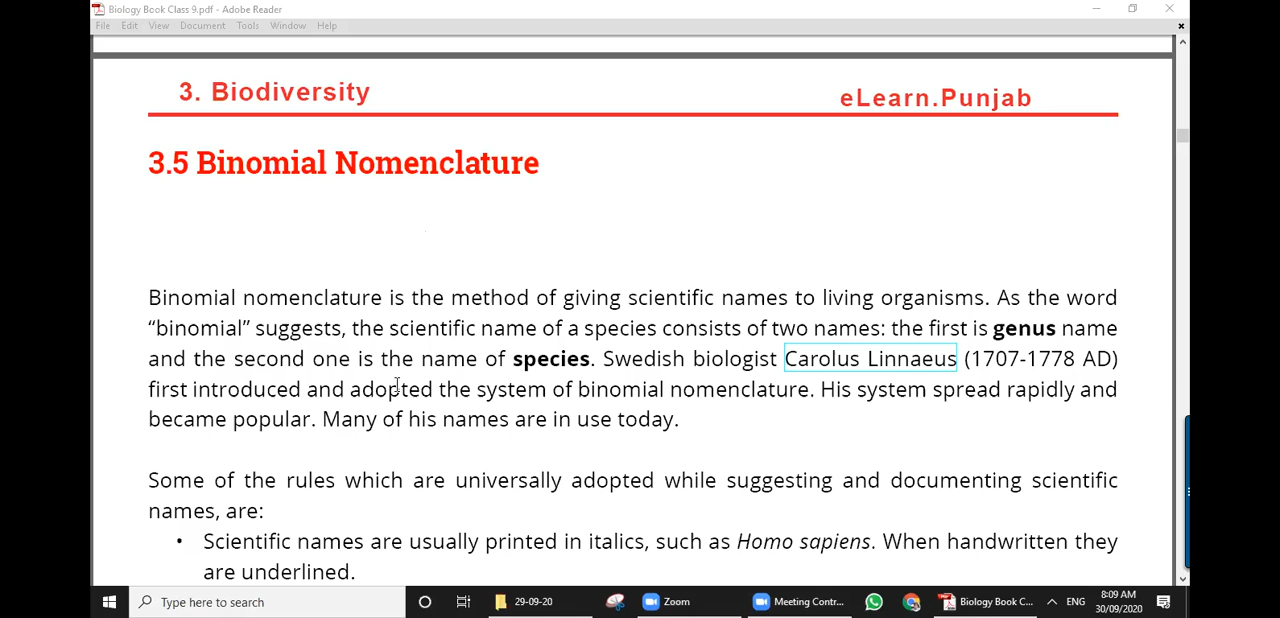 Biology Book Class 9.pdf - Adobe Reader
File Edit View Document Tools Window Help
3. Biodiversity
eLearn.Punjab
3.5 Binomial Nomenclature
Binomial nomenclature is the method of giving scientific names to living organisms. As the word
“binomial” suggests, the scientific name of a species consists of two names: the first is genus name
and the second one is the name of species. Swedish biologist Carolus Linnaeus (1707-1778 AD)
first introduced and adopted the system of binomial nomenclature. His system spread rapidly and
became popular. Many of his names are in use today.
Some of the rules which are universally adopted while suggesting and documenting scientific
names, are:
• Scientific names are usually printed in italics, such as Homo sapiens. When handwritten they
are underlined.
Type here to search
29-09-20
Zoom
Meeting Contr...
Biology Book C...
ENG
8:09 AM
30/09/2020